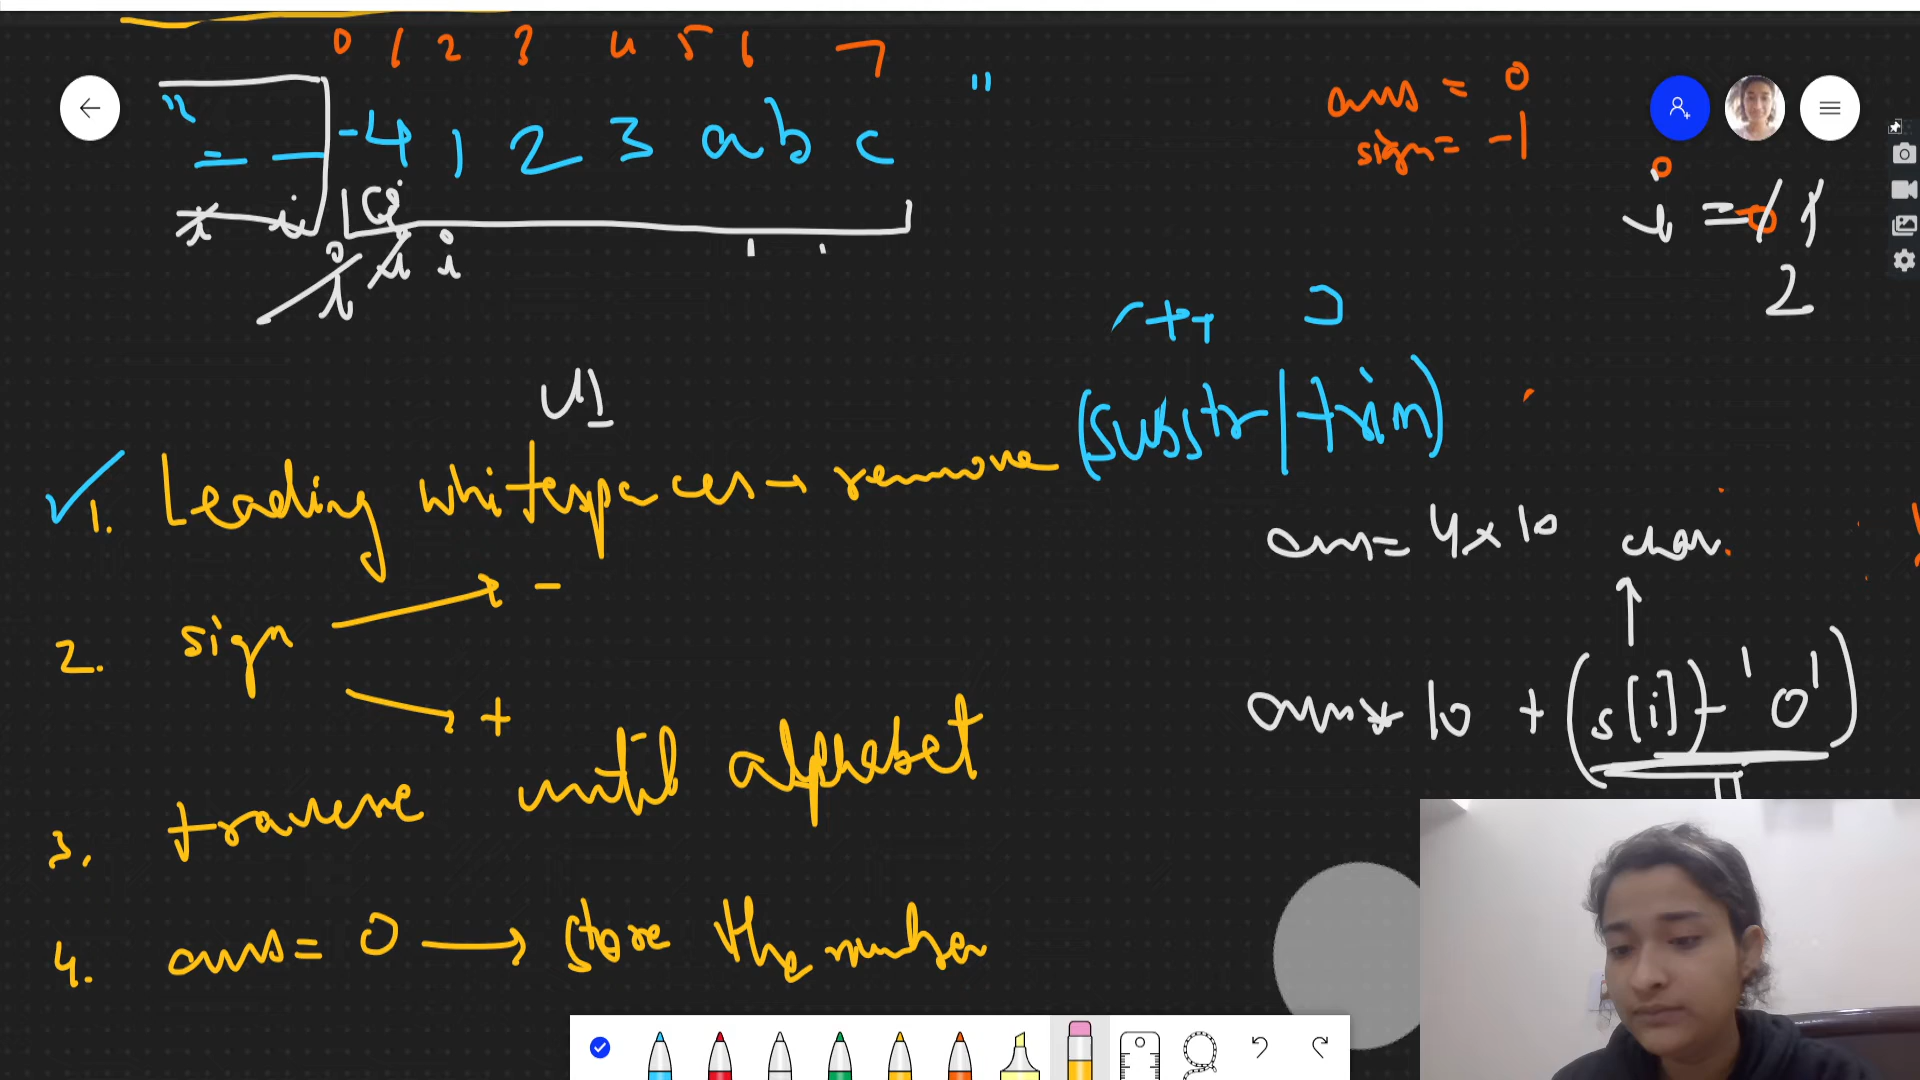 0 1 2 3 4 5 6 7
" = — -4 1 2 3 a b c "
ans = 0
sign = -1
i = 0 1 1
2
i i i i i
41
(substr/trim)
1. Leading whitespaces → remove
ans = 4 × 10 char
2. sign → -
→ +
ans * 10 + (s[i] - '0')
3. traverse until alphabet
4. ans = 0 → store the number